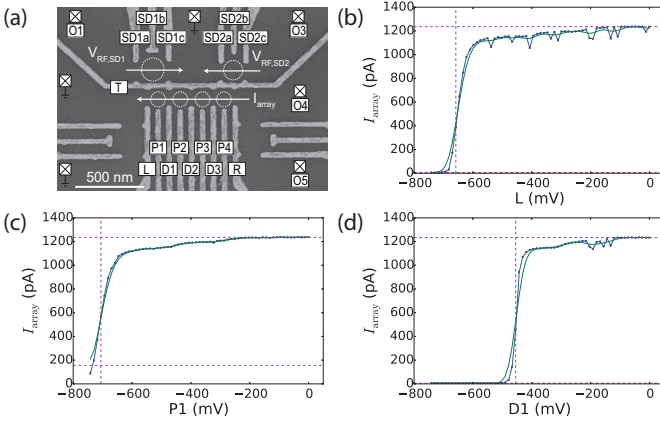 (a)
SD1b
SD2b
O1
O3
SD1a
SD1c
SD2a
SD2c
V_RF,SD1
V_RF,SD2
T
I_array
O4
P1
P2
P3
P4
L
D1
D2
D3
R
O5
500 nm
(b)
1400
1200
1000
800
600
400
200
0
I_array (pA)
−800
−600
−400
−200
0
L (mV)
(c)
1400
1200
1000
800
600
400
200
0
I_array (pA)
−800
−600
−400
−200
0
P1 (mV)
(d)
1400
1200
1000
800
600
400
200
0
I_array (pA)
−800
−600
−400
−200
0
D1 (mV)